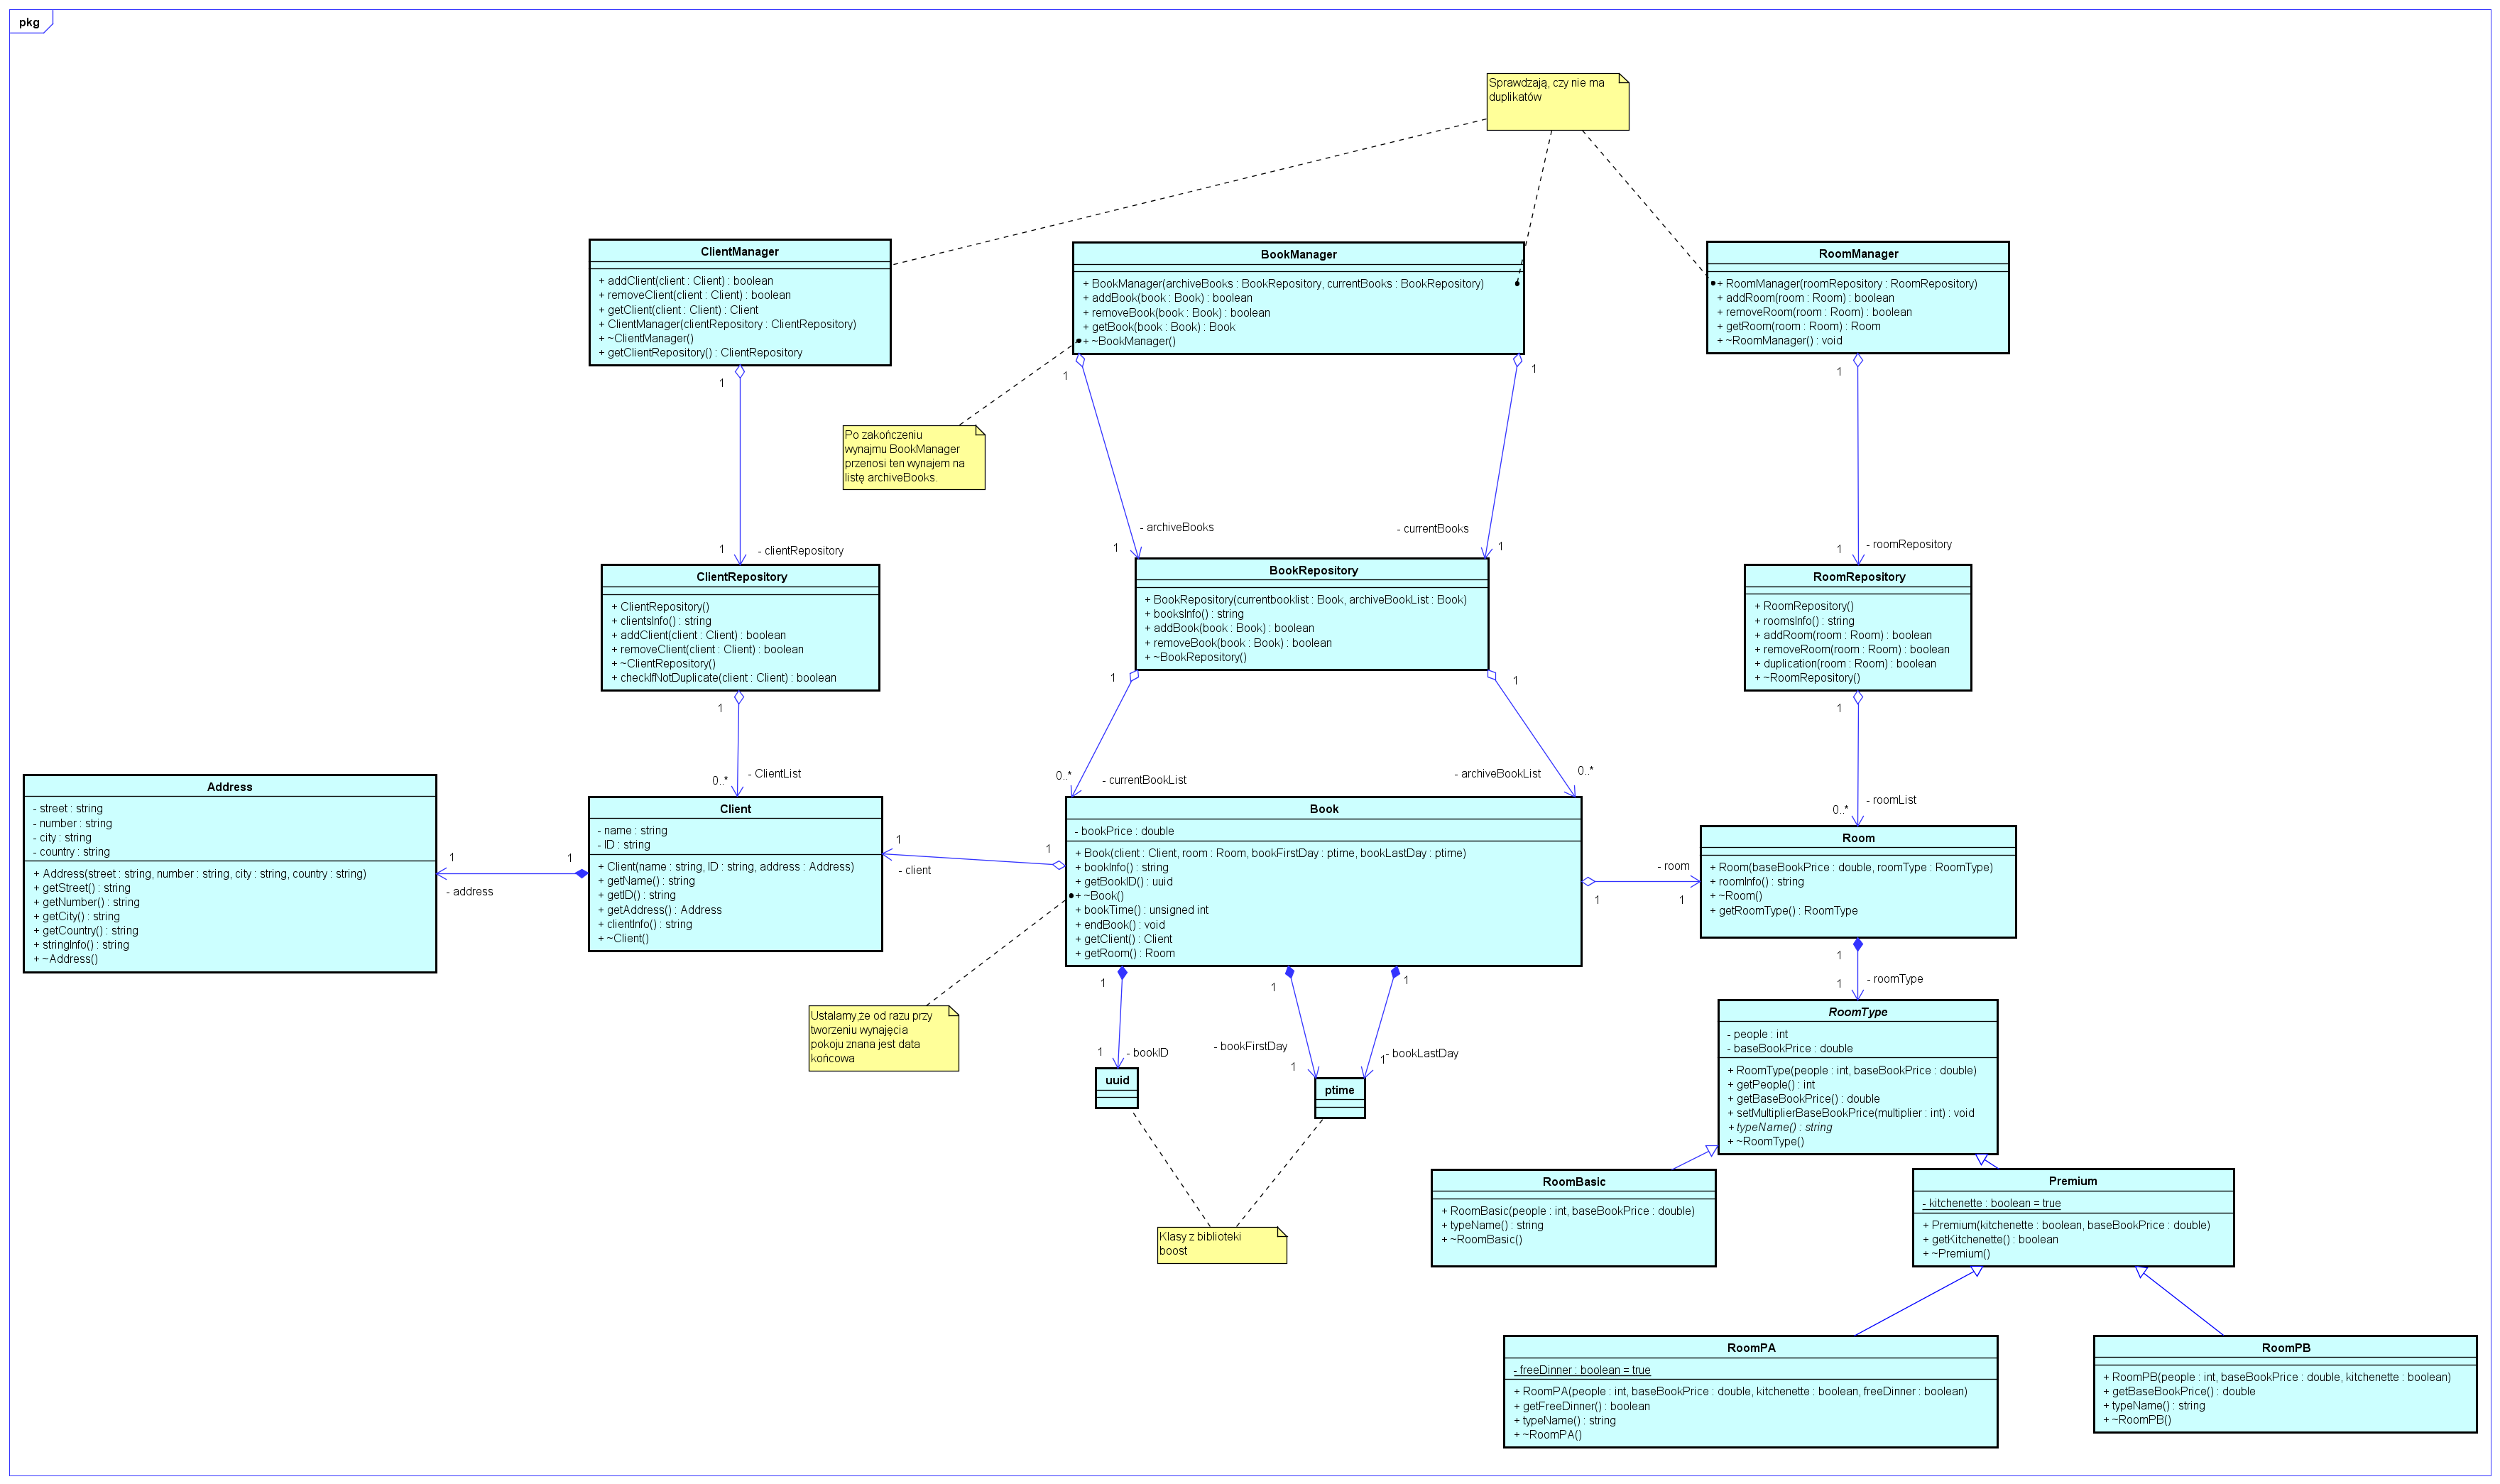 pkg
Sprawdzają, czy nie ma
duplikatów
ClientManager
+ addClient(client : Client) : boolean
+ removeClient(client : Client) : boolean
+ getClient(client : Client) : Client
+ ClientManager(clientRepository : ClientRepository)
+ ~ClientManager()
+ getClientRepository() : ClientRepository
BookManager
+ BookManager(archiveBooks : BookRepository, currentBooks : BookRepository)
+ addBook(book : Book) : boolean
+ removeBook(book : Book) : boolean
+ getBook(book : Book) : Book
+ ~BookManager()
RoomManager
+ RoomManager(roomRepository : RoomRepository)
+ addRoom(room : Room) : boolean
+ removeRoom(room : Room) : boolean
+ getRoom(room : Room) : Room
+ ~RoomManager() : void
1
1
1
1
Po zakończeniu
wynajmu BookManager
przenosi ten wynajem na
listę archiveBooks.
1
- clientRepository
- archiveBooks
1
- currentBooks
1
1
- roomRepository
ClientRepository
+ ClientRepository()
+ clientsInfo() : string
+ addClient(client : Client) : boolean
+ removeClient(client : Client) : boolean
+ ~ClientRepository()
+ checkIfNotDuplicate(client : Client) : boolean
BookRepository
+ BookRepository(currentbooklist : Book, archiveBookList : Book)
+ booksInfo() : string
+ addBook(book : Book) : boolean
+ removeBook(book : Book) : boolean
+ ~BookRepository()
RoomRepository
+ RoomRepository()
+ roomsInfo() : string
+ addRoom(room : Room) : boolean
+ removeRoom(room : Room) : boolean
+ duplication(room : Room) : boolean
+ ~RoomRepository()
1
1
1
1
0..*
- ClientList
0..*
- currentBookList
- archiveBookList
0..*
0..*
- roomList
Address
- street : string
- number : string
- city : string
- country : string
+ Address(street : string, number : string, city : string, country : string)
+ getStreet() : string
+ getNumber() : string
+ getCity() : string
+ getCountry() : string
+ stringInfo() : string
+ ~Address()
1
- address
1
Client
- name : string
- ID : string
+ Client(name : string, ID : string, address : Address)
+ getName() : string
+ getID() : string
+ getAddress() : Address
+ clientInfo() : string
+ ~Client()
1
- client
1
Book
- bookPrice : double
+ Book(client : Client, room : Room, bookFirstDay : ptime, bookLastDay : ptime)
+ bookInfo() : string
+ getBookID() : uuid
+ ~Book()
+ bookTime() : unsigned int
+ endBook() : void
+ getClient() : Client
+ getRoom() : Room
- room
1
1
Room
+ Room(baseBookPrice : double, roomType : RoomType)
+ roomInfo() : string
+ ~Room()
+ getRoomType() : RoomType
1
1
- roomType
Ustalamy,że od razu przy
tworzeniu wynajęcia
pokoju znana jest data
końcowa
1
1
1
1
- bookID
- bookFirstDay
1
1
- bookLastDay
uuid
ptime
Klasy z biblioteki
boost
RoomType
- people : int
- baseBookPrice : double
+ RoomType(people : int, baseBookPrice : double)
+ getPeople() : int
+ getBaseBookPrice() : double
+ setMultiplierBaseBookPrice(multiplier : int) : void
+ typeName() : string
+ ~RoomType()
RoomBasic
+ RoomBasic(people : int, baseBookPrice : double)
+ typeName() : string
+ ~RoomBasic()
Premium
- kitchenette : boolean = true
+ Premium(kitchenette : boolean, baseBookPrice : double)
+ getKitchenette() : boolean
+ ~Premium()
RoomPA
- freeDinner : boolean = true
+ RoomPA(people : int, baseBookPrice : double, kitchenette : boolean, freeDinner : boolean)
+ getFreeDinner() : boolean
+ typeName() : string
+ ~RoomPA()
RoomPB
+ RoomPB(people : int, baseBookPrice : double, kitchenette : boolean)
+ getBaseBookPrice() : double
+ typeName() : string
+ ~RoomPB()